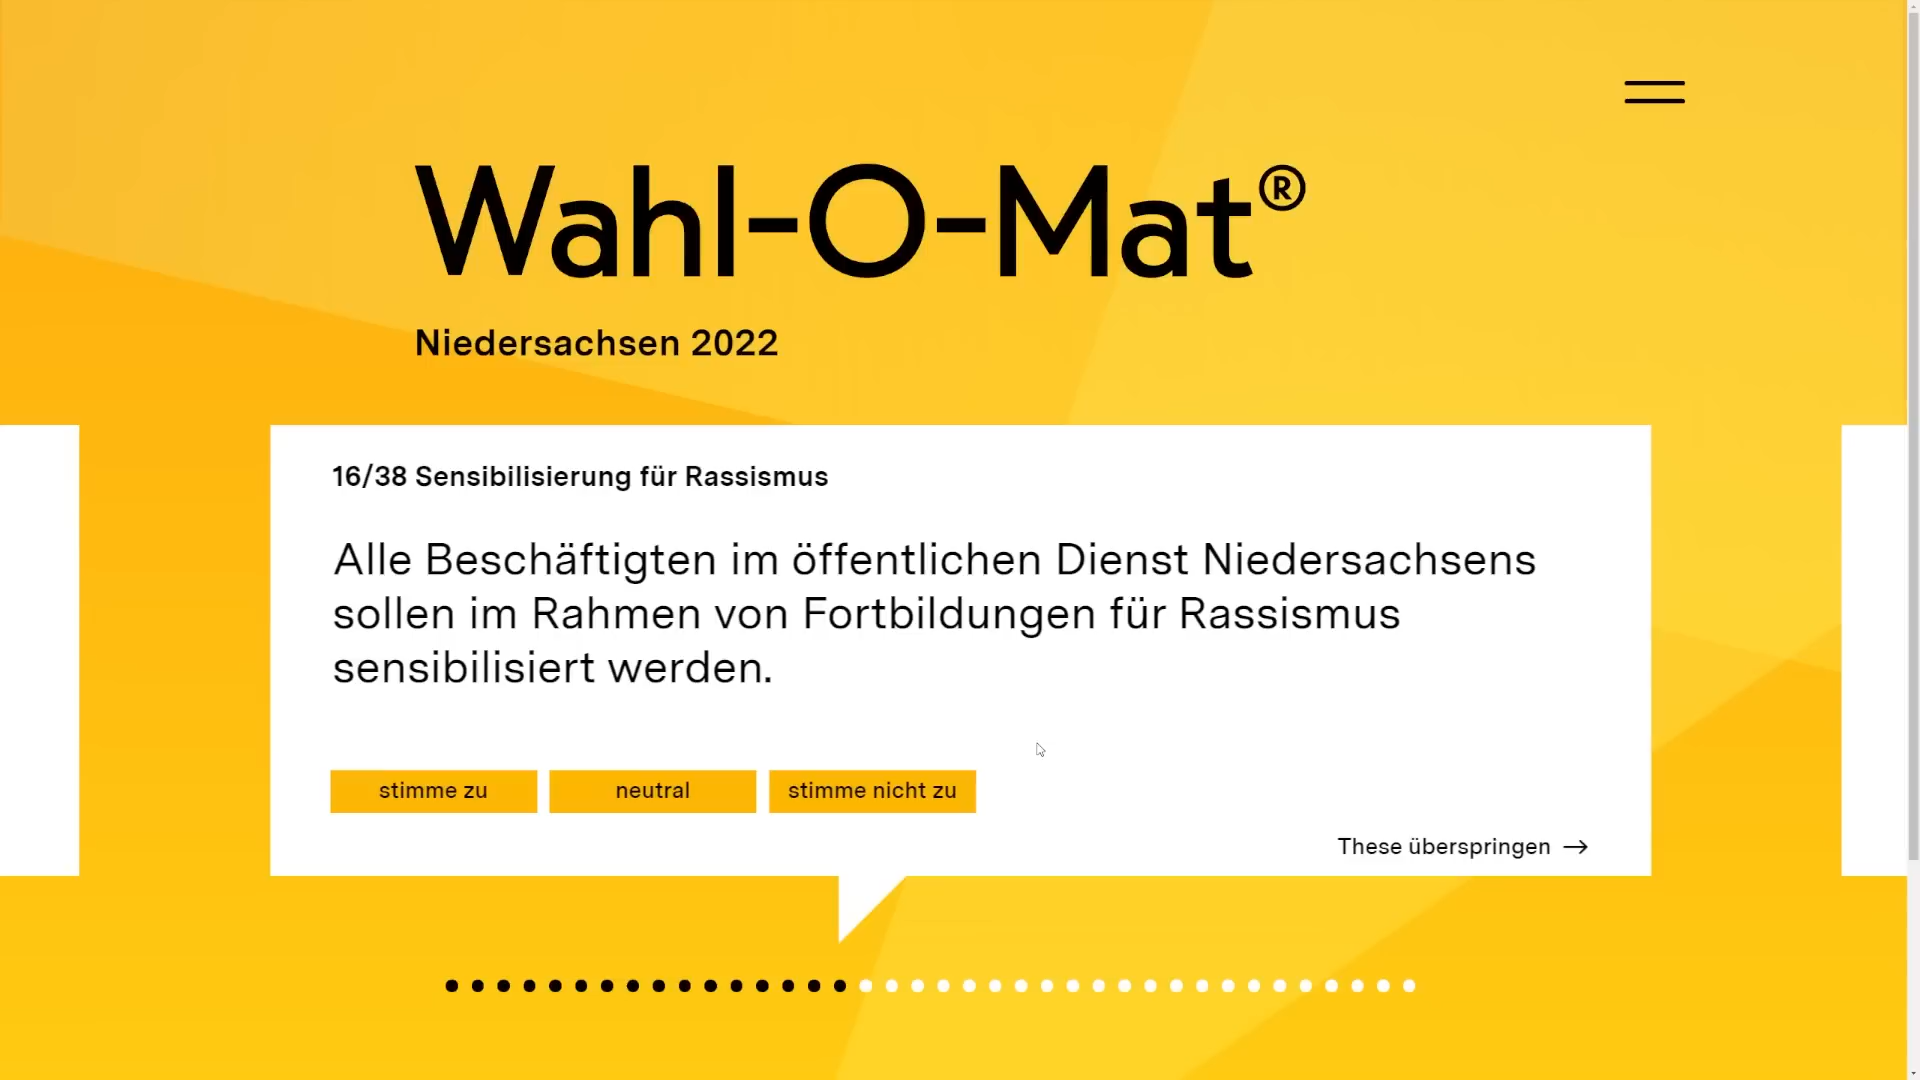 Wahl-O-Mat®
Niedersachsen 2022
16/38 Sensibilisierung für Rassismus
Alle Beschäftigten im öffentlichen Dienst Niedersachsens
sollen im Rahmen von Fortbildungen für Rassismus
sensibilisiert werden.
stimme zu
neutral
stimme nicht zu
These überspringen →